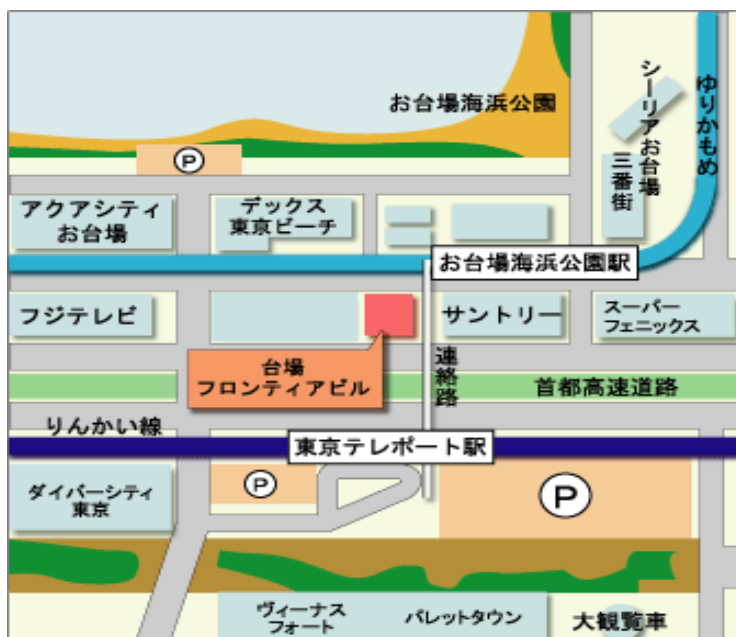 お台場海浜公園
シーリアお台場
三番街
ゆりかもめ
P
アクアシティ
お台場
デックス
東京ビーチ
お台場海浜公園駅
フジテレビ
サントリー
スーパー
フェニックス
台場
フロンティアビル
連絡路
首都高速道路
りんかい線
東京テレポート駅
ダイバーシティ
東京
P
P
ヴィーナス
フォート
パレットタウン
大観覧車